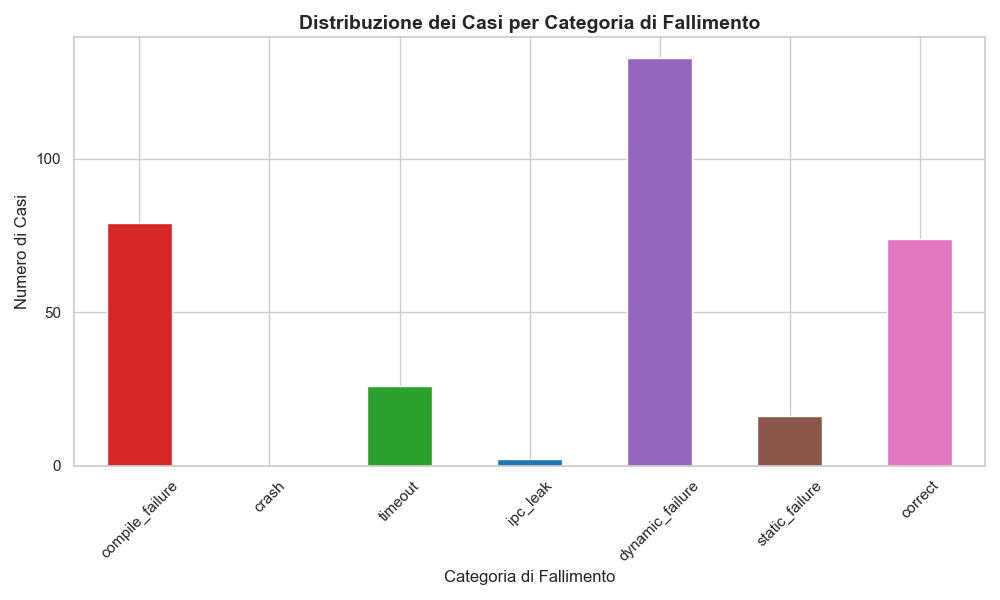 Distribuzione dei Casi per Categoria di Fallimento
Numero di Casi
100
50
0
compile_failure
crash
timeout
ipc_leak
dynamic_failure
static_failure
correct
Categoria di Fallimento